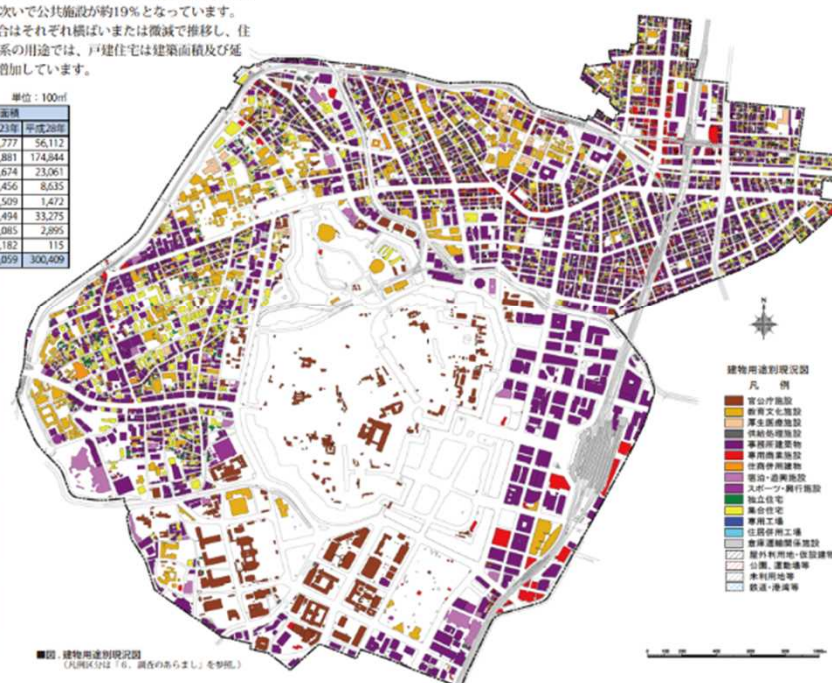 次いで公共施設が約19％となっています。
合はそれぞれ横ばいまたは微減で推移し、住
系の用途では、戸建住宅は建築面積及び延
増加しています。
単位：100㎡
面積
23年 平成28年
,777 56,112
,881 174,844
,674 23,061
,456 8,635
,509 1,472
,494 33,275
,085 2,895
,182 115
,059 300,409
N
建物用途別現況図
凡 例
官公庁施設
教育文化施設
厚生医療施設
供給処理施設
事務所建築物
専用商業施設
住商併用建物
宿泊・遊興施設
スポーツ・興行施設
独立住宅
集合住宅
専用工場
住居併用工場
倉庫運輸関係施設
屋外利用地・仮設建物
公園、運動場等
未利用地等
鉄道・港湾等
■図．建物用途別現況図
（凡例区分は「6．調査のあらまし」を参照。）